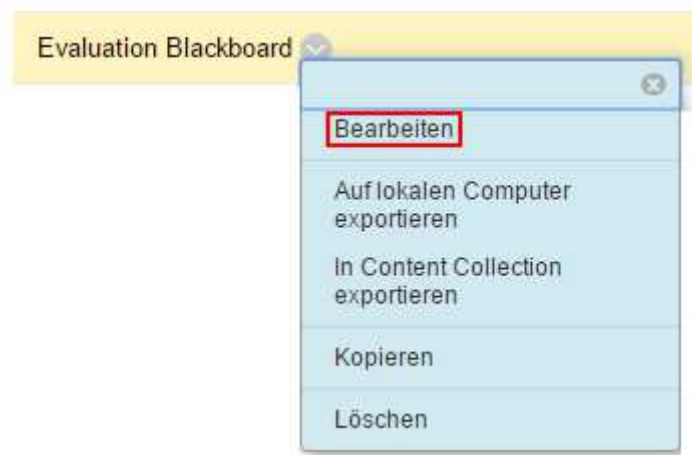 Evaluation Blackboard
Bearbeiten
Auf lokalen Computer
exportieren
In Content Collection
exportieren
Kopieren
Löschen